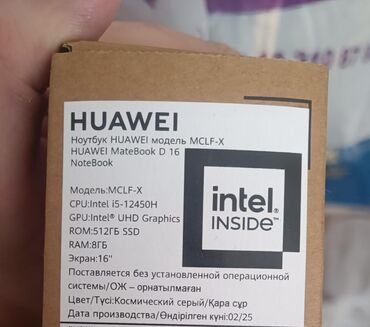 HUAWEI
Ноутбук HUAWEI модель MCLF-X
HUAWEI MateBook D 16
NoteBook
Модель:MCLF-X
CPU:Intel i5-12450H
GPU:Intel® UHD Graphics
ROM:512ГБ SSD
RAM:8ГБ
Экран:16"
intel
INSIDE™
Поставляется без установленной операционной
системы/ОЖ – орнатылмаған
Цвет/Түсі:Космический серый/Қара сұр
Дата производства/Өндірілген күні:02/25